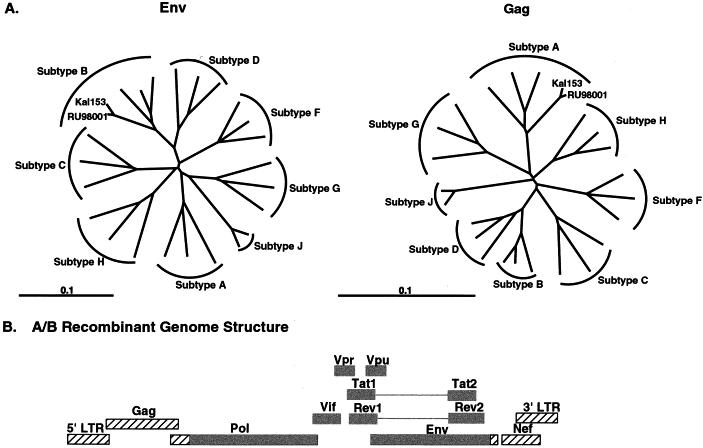 A.
Env
Gag
Subtype A
Subtype D
Subtype B
Kal153
RU98001
Kal153
RU98001
Subtype F
Subtype H
Subtype G
Subtype C
Subtype G
Subtype J
Subtype F
Subtype H
Subtype J
Subtype D
Subtype A
Subtype B
Subtype C
0.1
0.1
B. A/B Recombinant Genome Structure
Vpr Vpu
Tat1 Tat2
Gag Vif Rev1 Rev2 3' LTR
5' LTR Pol Env Nef